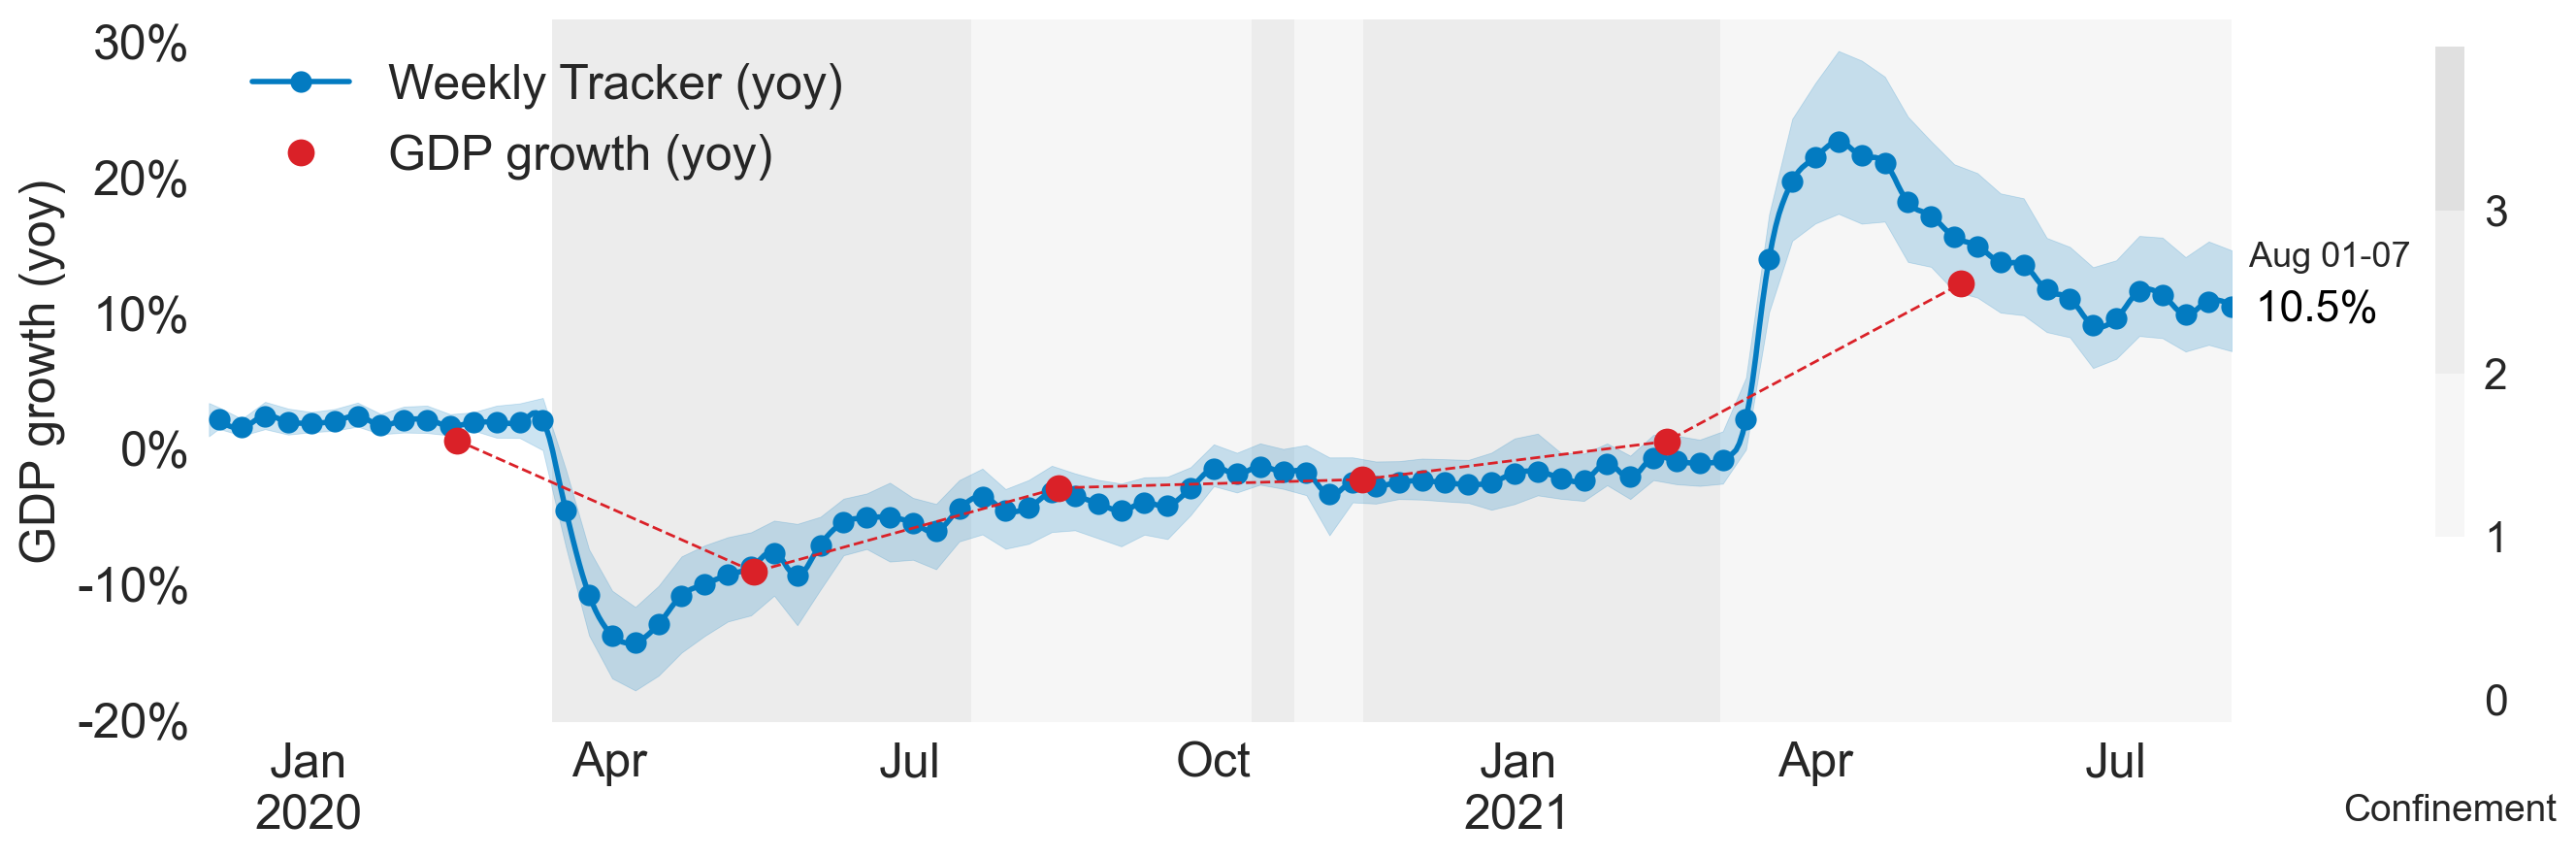 30%
20%
10%
0%
-10%
-20%
GDP growth (yoy)
Weekly Tracker (yoy)
GDP growth (yoy)
Aug 01-07
10.5%
3
2
1
0
Confinement
Jan
2020
Apr
Jul
Oct
Jan
2021
Apr
Jul